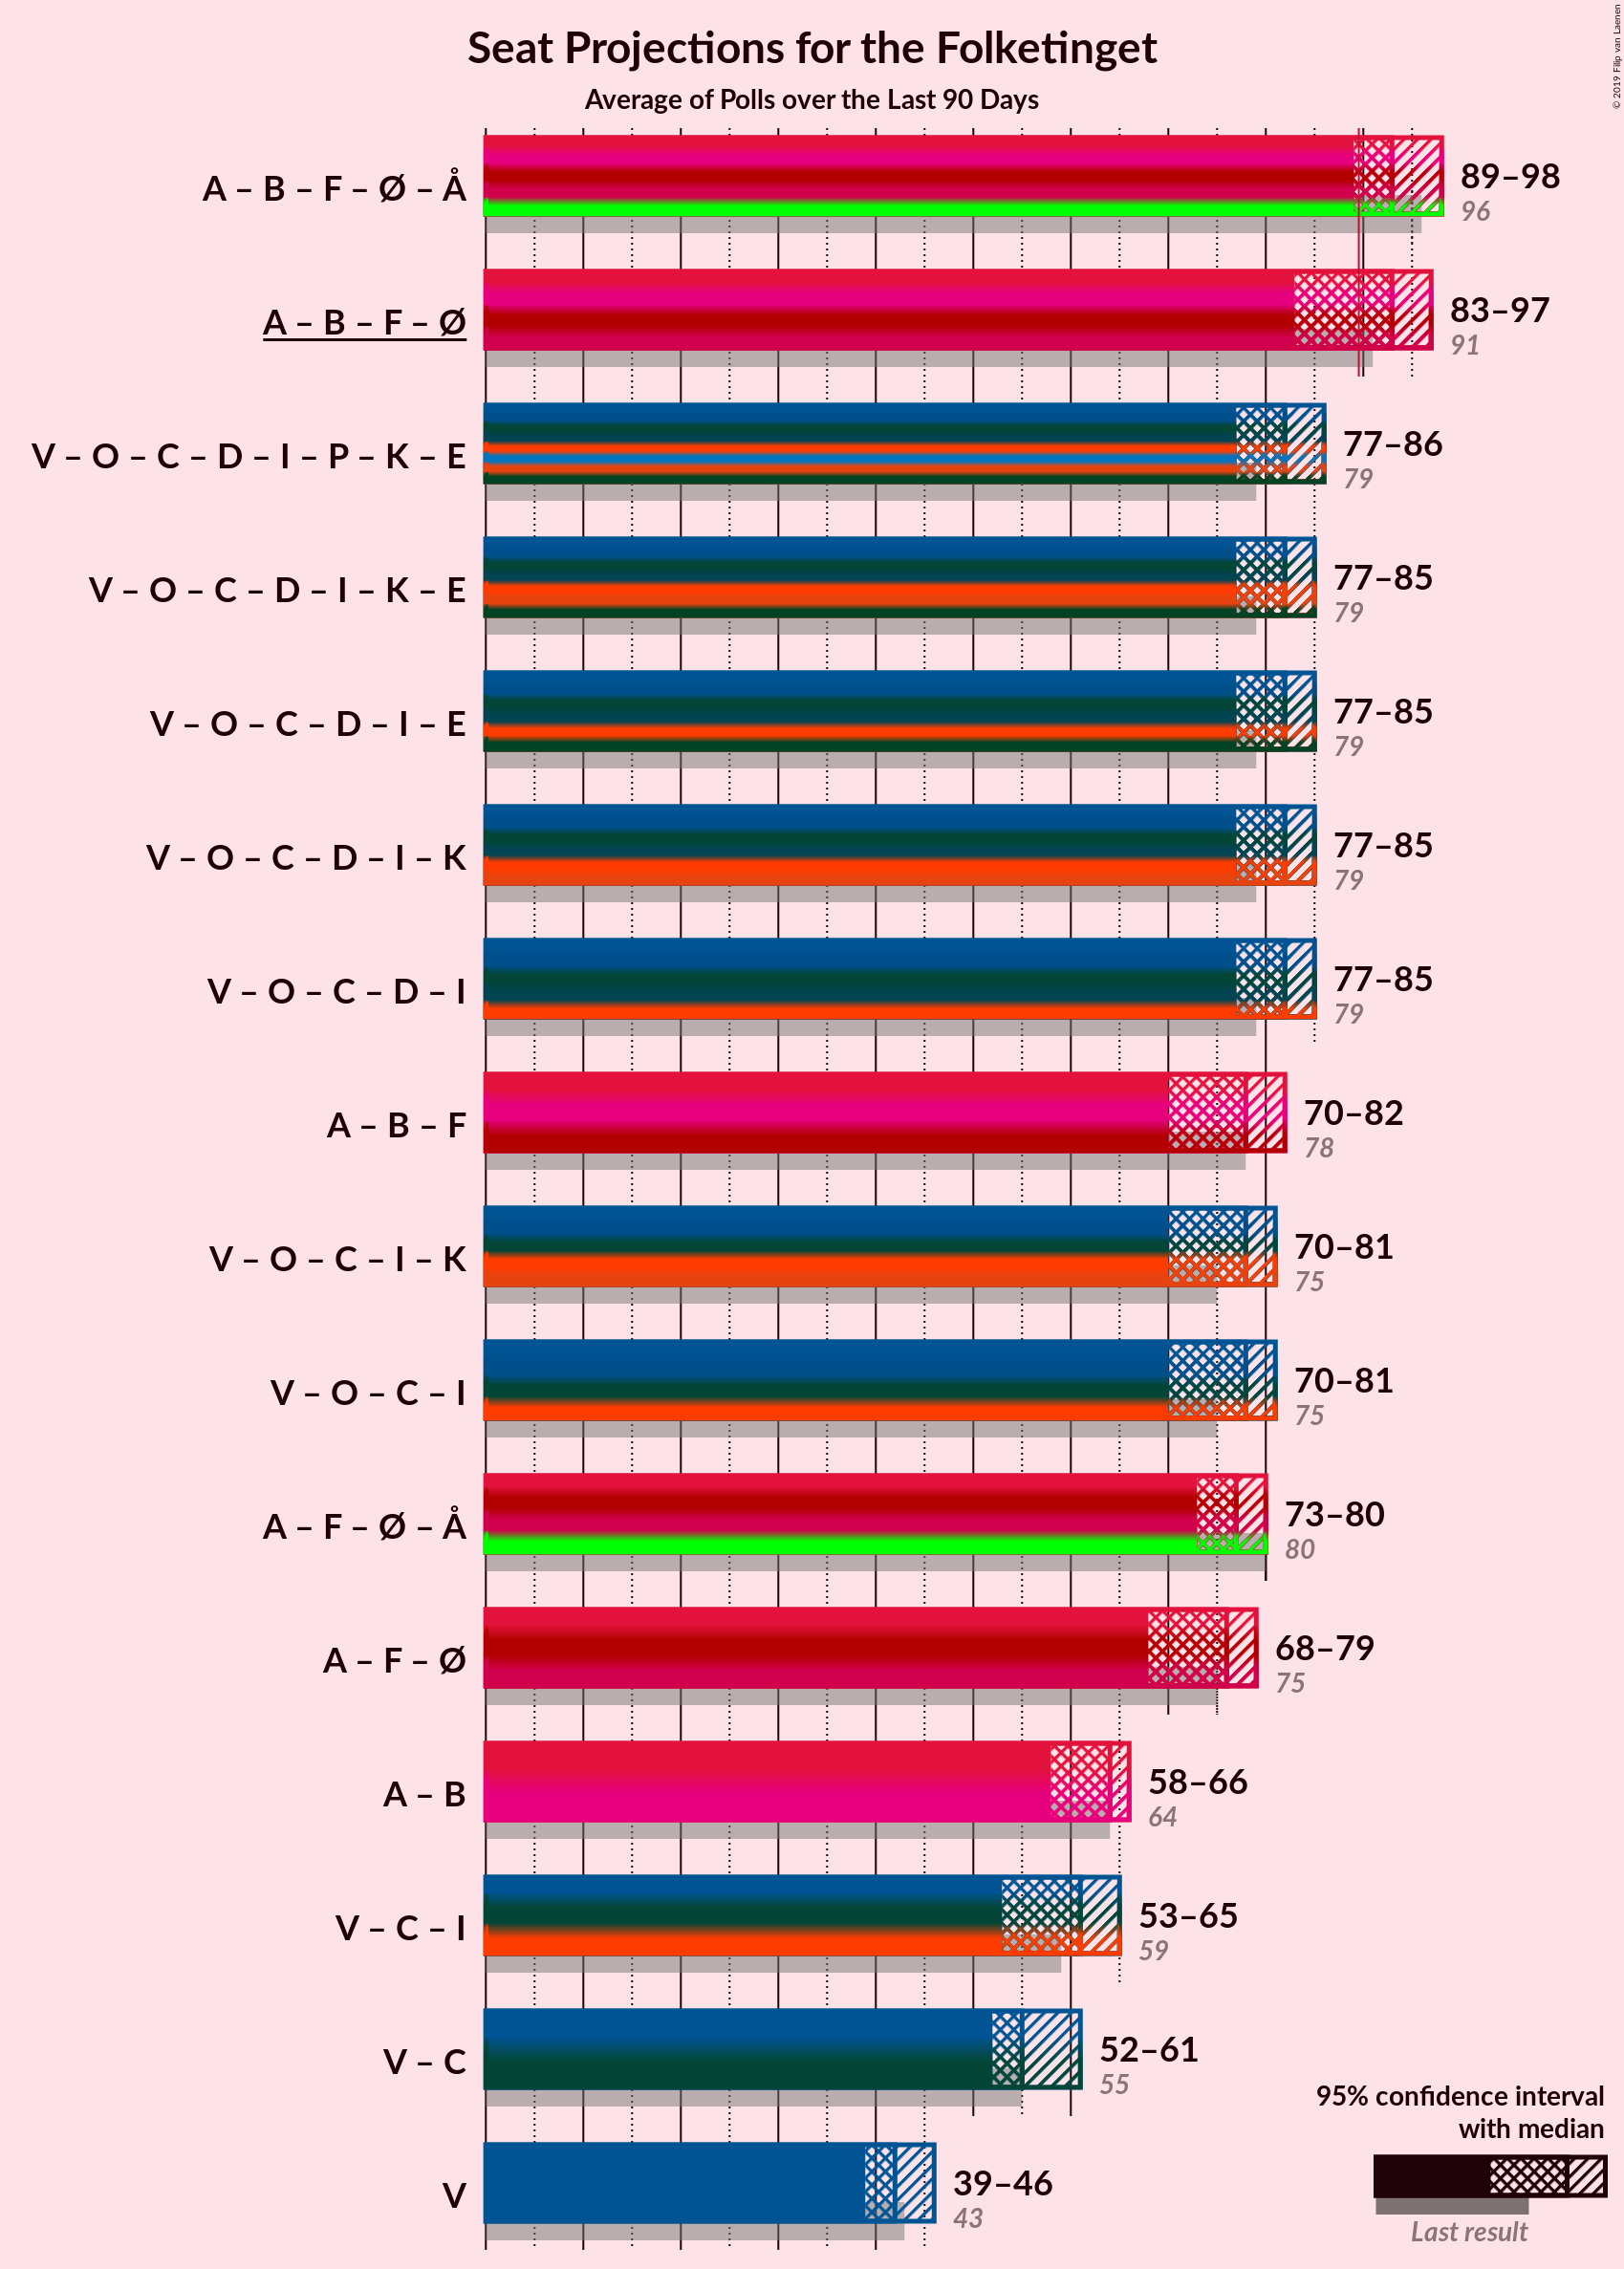 Seat Projections for the Folketinget
Average of Polls over the Last 90 Days
© 2019 Filip van Laenen
A – B – F – Ø – Å
89–98
96
A – B – F – Ø
83–97
91
V – O – C – D – I – P – K – E
77–86
79
V – O – C – D – I – K – E
77–85
79
V – O – C – D – I – E
77–85
79
V – O – C – D – I – K
77–85
79
V – O – C – D – I
77–85
79
A – B – F
70–82
78
V – O – C – I – K
70–81
75
V – O – C – I
70–81
75
A – F – Ø – Å
73–80
80
A – F – Ø
68–79
75
A – B
58–66
64
V – C – I
53–65
59
V – C
52–61
55
V
39–46
43
95% confidence interval
with median
Last result